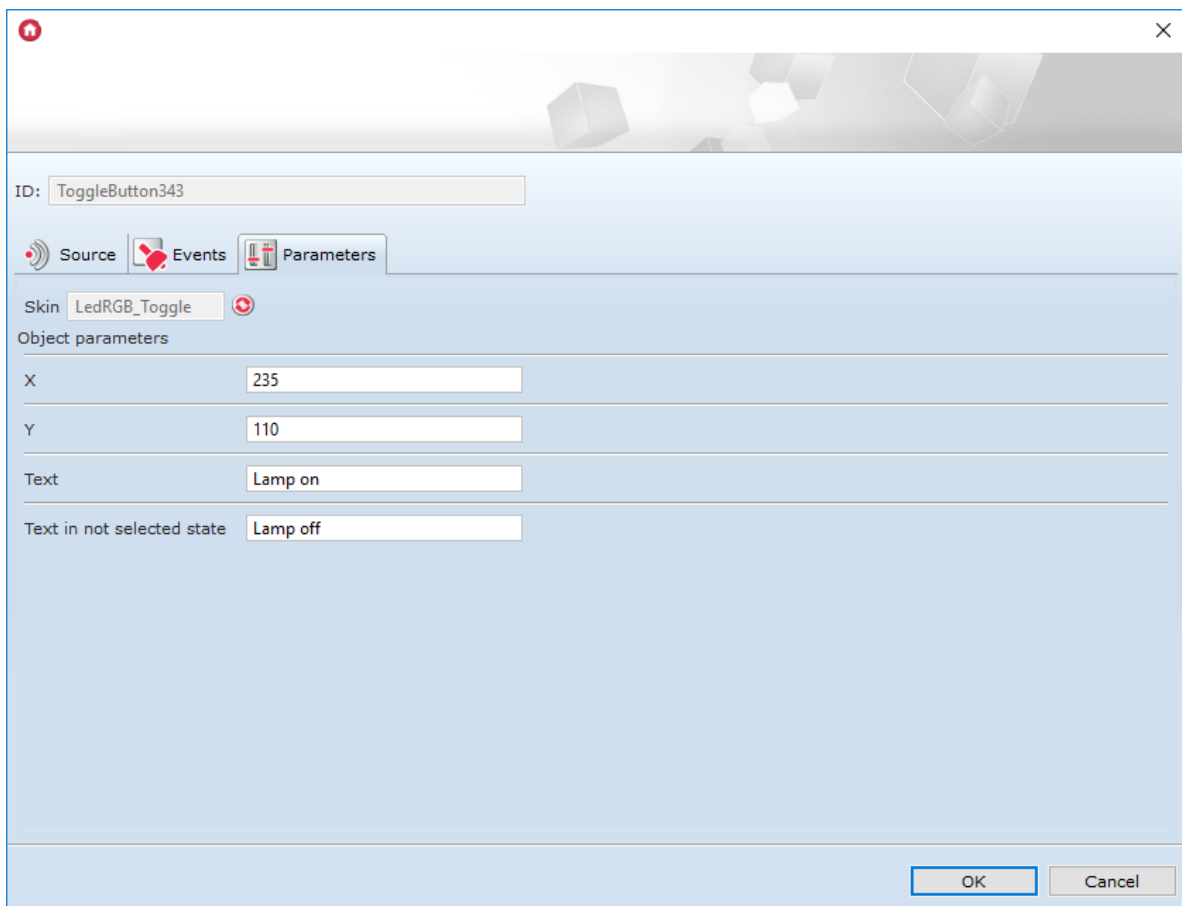 ID: ToggleButton343
Source Events Parameters
Skin LedRGB_Toggle
Object parameters
X 235
Y 110
Text Lamp on
Text in not selected state Lamp off
OK Cancel